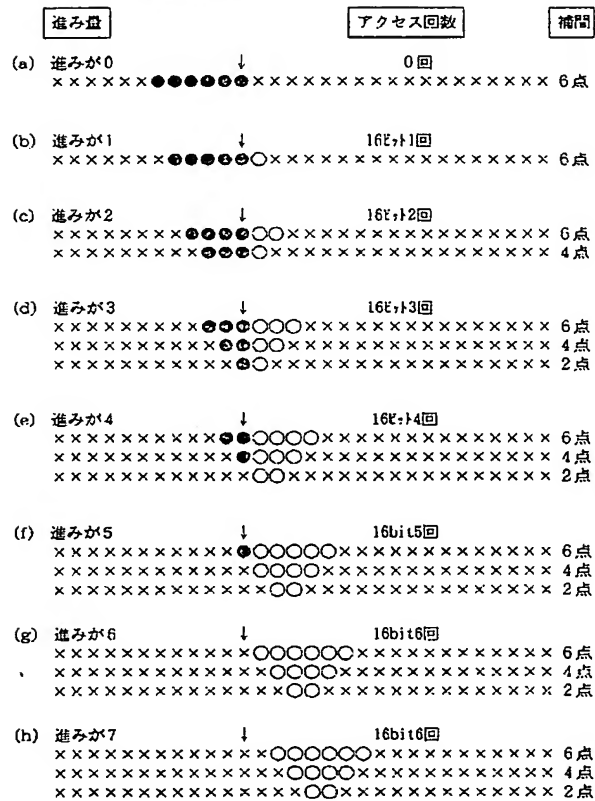 進み量 アクセス回数 補間
(a) 進みが0 ↓ 0回
××××××●●●●●●×××××××××××××××××× 6点
(b) 進みが1 ↓ 16ビット1回
×××××××●●●●●○××××××××××××××××× 6点
(c) 進みが2 ↓ 16ビット2回
××××××××●●●●○○×××××××××××××××× 6点
×××××××××●●●○××××××××××××××××× 4点
(d) 進みが3 ↓ 16ビット3回
×××××××××●●●○○○××××××××××××××× 6点
××××××××××●●○○×××××××××××××××× 4点
×××××××××××●○××××××××××××××××× 2点
(e) 進みが4 ↓ 16ビット4回
××××××××××●●○○○○×××××××××××××× 6点
×××××××××××●○○○××××××××××××××× 4点
××××××××××××○○×××××××××××××××× 2点
(f) 進みが5 ↓ 16bit5回
×××××××××××●○○○○○××××××××××××× 6点
××××××××××××○○○○×××××××××××××× 4点
×××××××××××××○○××××××××××××××× 2点
(g) 進みが6 ↓ 16bit6回
××××××××××××○○○○○○×××××××××××× 6点
×××××××××××××○○○○××××××××××××× 4点
××××××××××××××○○×××××××××××××× 2点
(h) 進みが7 ↓ 16bit6回
×××××××××××××○○○○○○××××××××××× 6点
××××××××××××××○○○○×××××××××××× 4点
×××××××××××××××○○××××××××××××× 2点